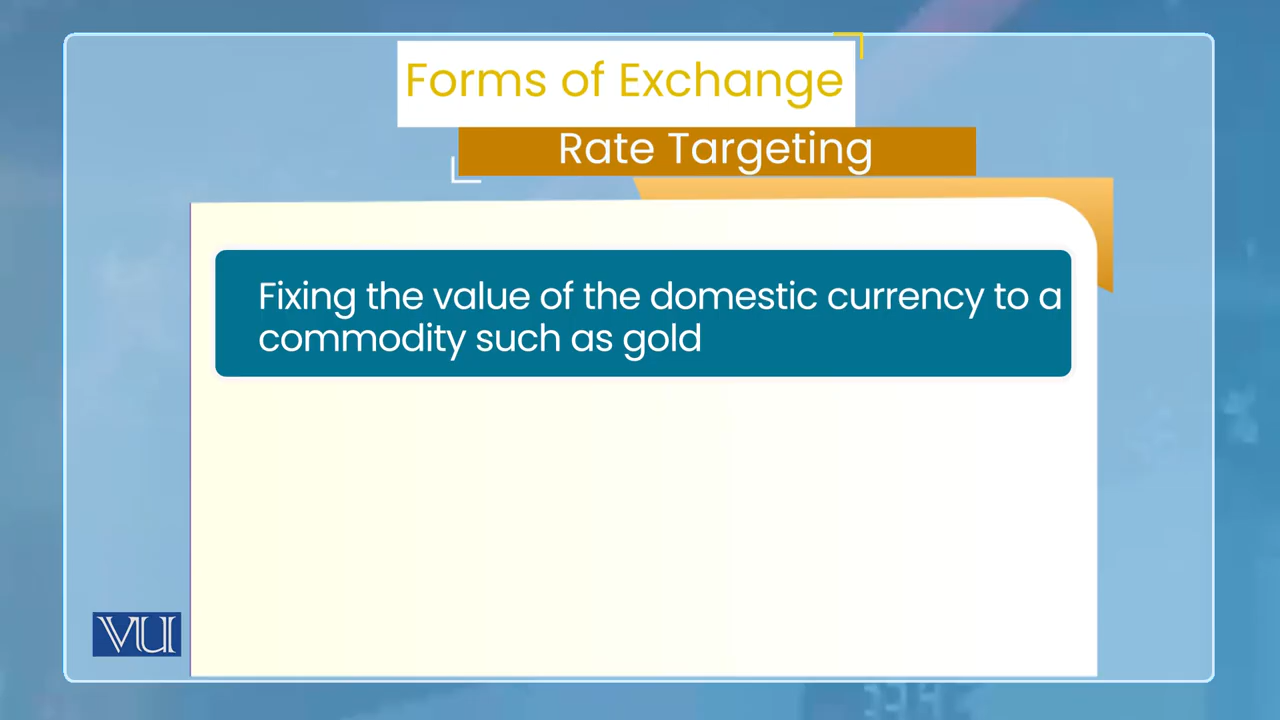 Forms of Exchange
Rate Targeting
Fixing the value of the domestic currency to a
commodity such as gold
VU